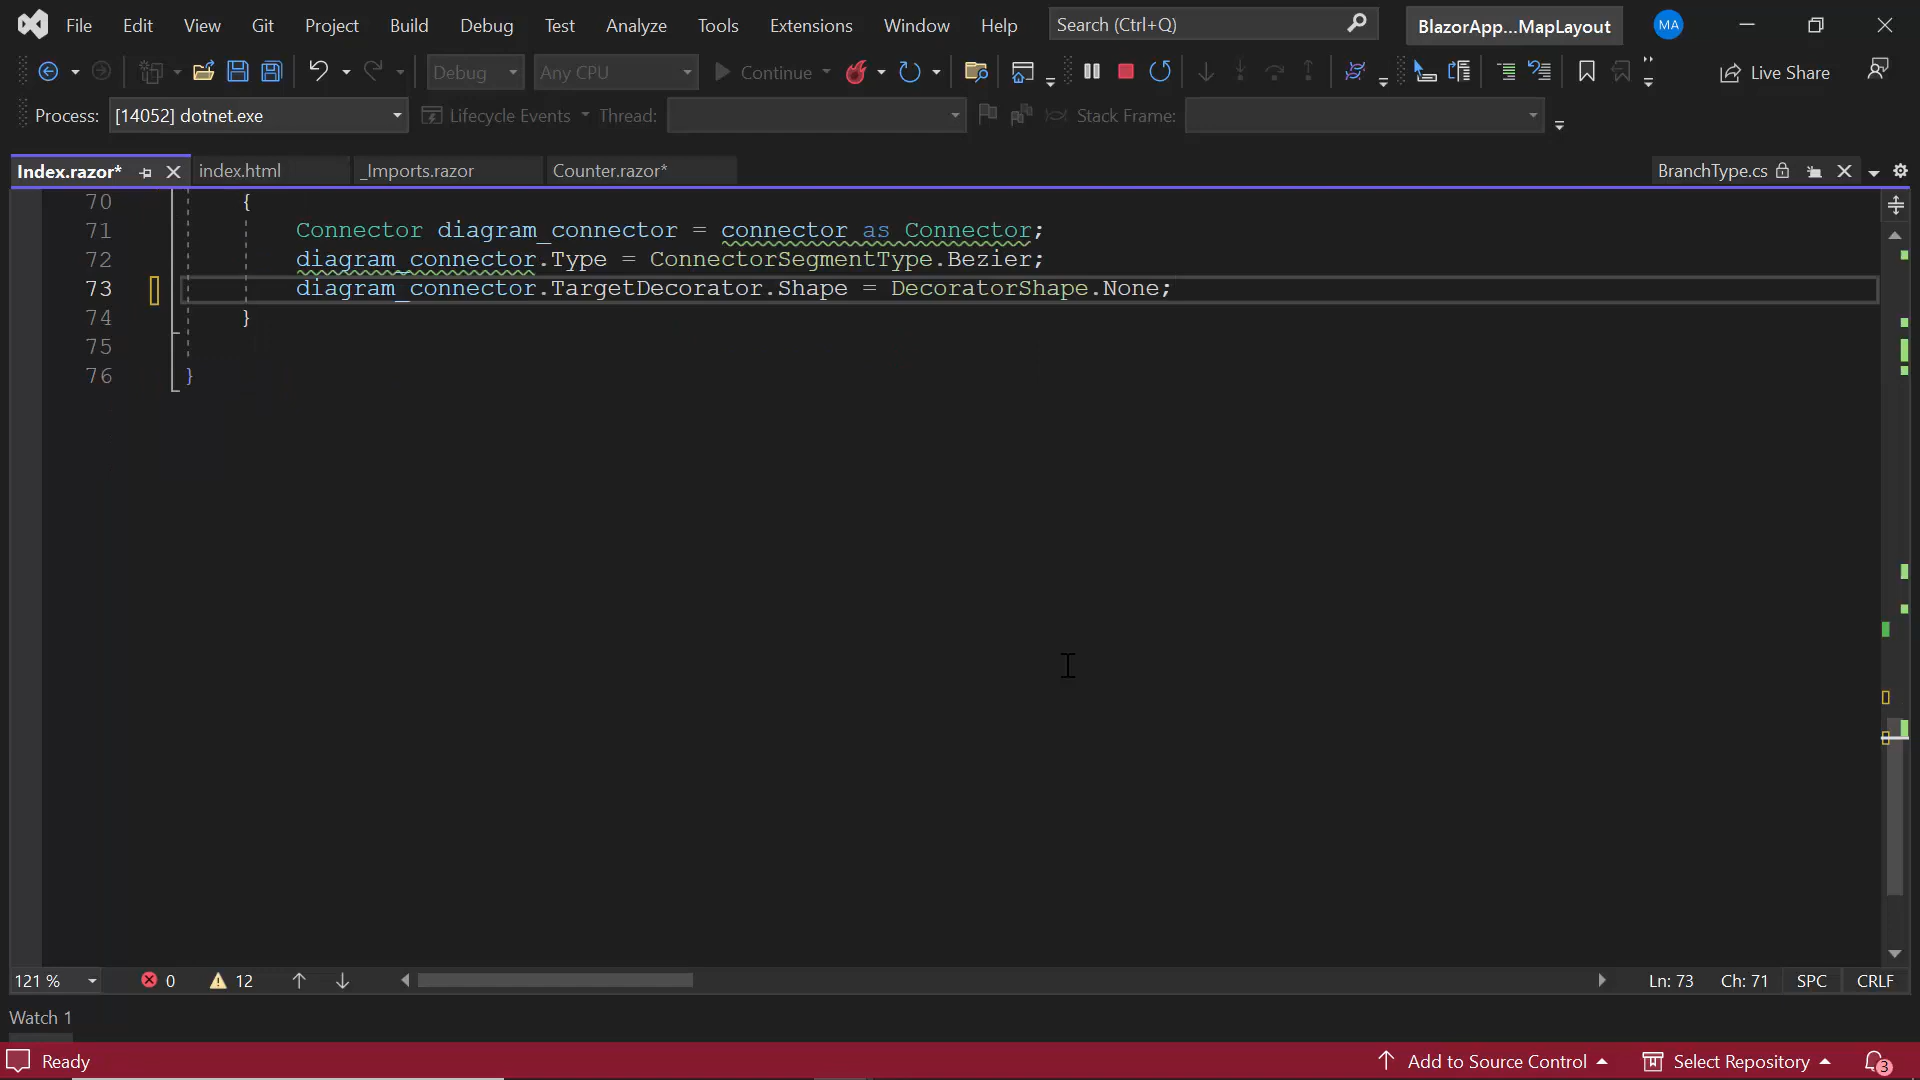 File Edit View Git Project Build Debug Test Analyze Tools Extensions Window Help Search (Ctrl+Q) BlazorApp...MapLayout MA
Debug Any CPU Continue Live Share
Process: [14052] dotnet.exe Lifecycle Events Thread: Stack Frame:
Index.razor* index.html _Imports.razor Counter.razor* BranchType.cs
70 {
71 Connector diagram_connector = connector as Connector;
72 diagram_connector.Type = ConnectorSegmentType.Bezier;
73 diagram_connector.TargetDecorator.Shape = DecoratorShape.None;
74 }
75
76 }
121 % 0 12 Ln: 73 Ch: 71 SPC CRLF
Watch 1
Ready Add to Source Control Select Repository 3